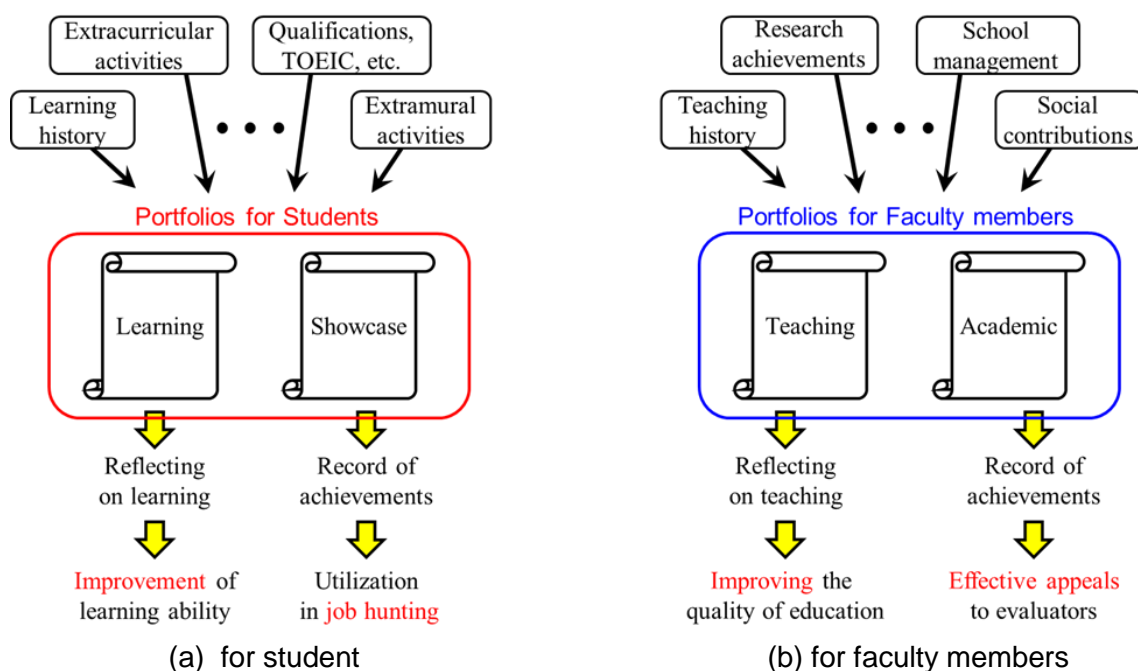 Extracurricular
activities
Qualifications,
TOEIC, etc.
Learning
history
Extramural
activities
Portfolios for Students
Learning
Showcase
Reflecting
on learning
Record of
achievements
Improvement of
learning ability
Utilization
in job hunting
(a) for student
Research
achievements
School
management
Teaching
history
Social
contributions
Portfolios for Faculty members
Teaching
Academic
Reflecting
on teaching
Record of
achievements
Improving the
quality of education
Effective appeals
to evaluators
(b) for faculty members